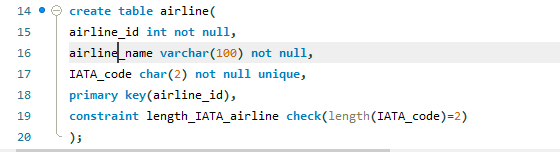 14 create table airline(
15 airline_id int not null,
16 airline_name varchar(100) not null,
17 IATA_code char(2) not null unique,
18 primary key(airline_id),
19 constraint length_IATA_airline check(length(IATA_code)=2)
20 );